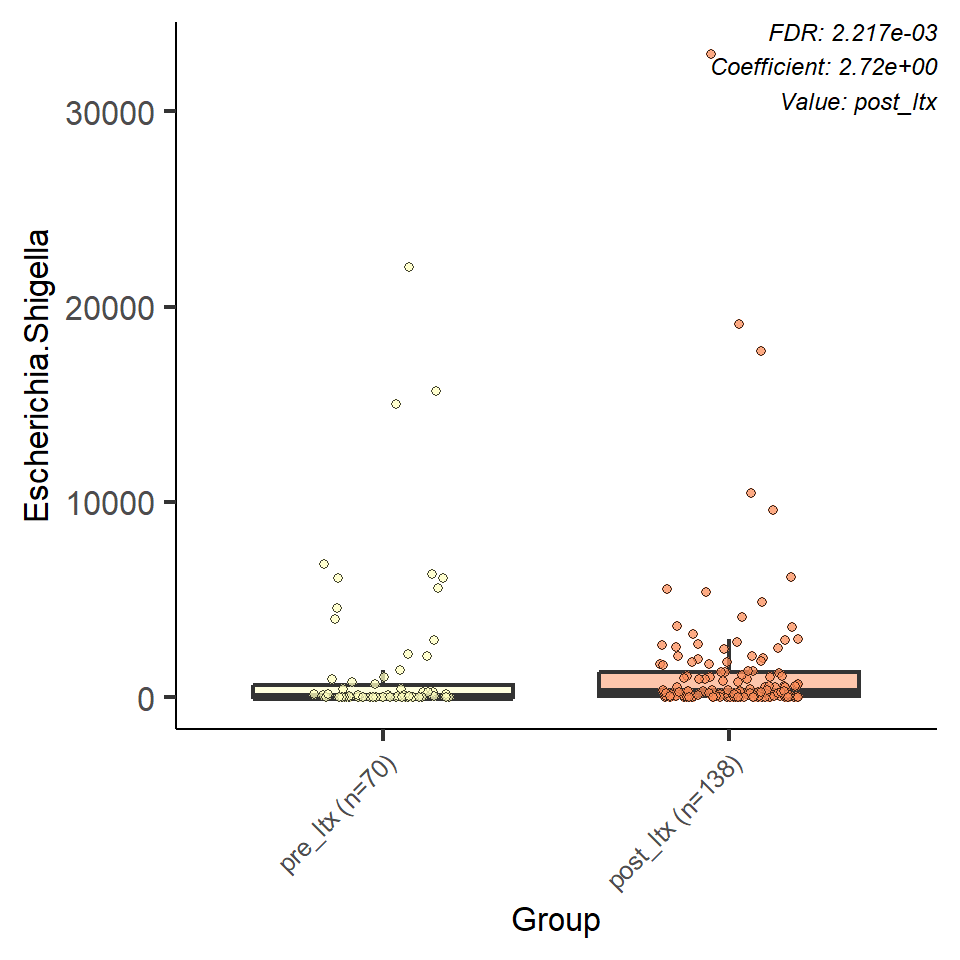 FDR: 2.217e-03
Coefficient: 2.72e+00
Value: post_ltx
Escherichia.Shigella
30000
20000
10000
0
pre_ltx (n=70)
post_ltx (n=138)
Group